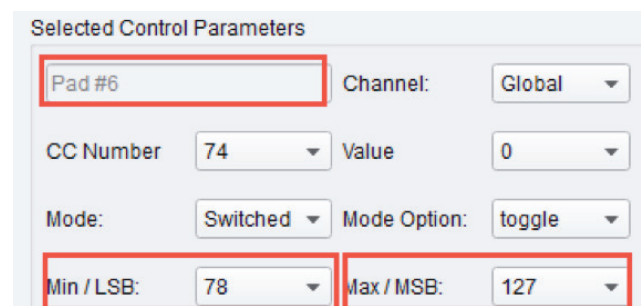 Selected Control Parameters
Pad #6 Channel: Global
CC Number 74 Value 0
Mode: Switched Mode Option: toggle
Min / LSB: 78 Max / MSB: 127